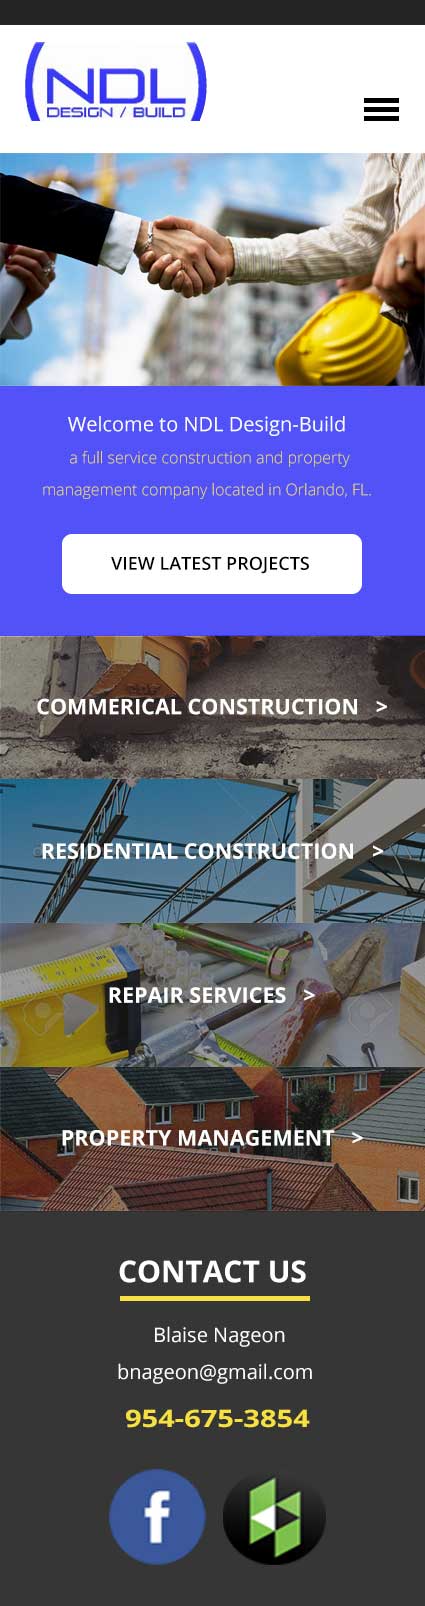 NDL
DESIGN / BUILD
Welcome to NDL Design-Build
a full service construction and property
management company located in Orlando, FL.
VIEW LATEST PROJECTS
COMMERICAL CONSTRUCTION >
RESIDENTIAL CONSTRUCTION >
REPAIR SERVICES >
PROPERTY MANAGEMENT >
CONTACT US
Blaise Nageon
bnageon@gmail.com
954-675-3854
f